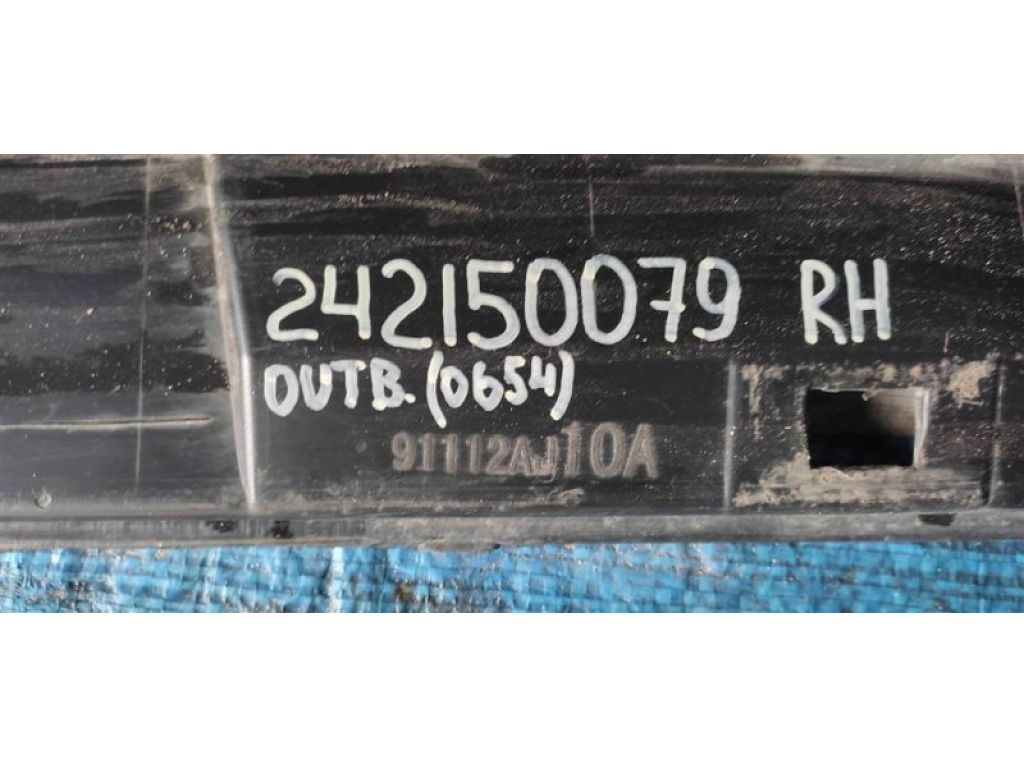 242150079 RH
OUTB. (0654)
91112AJ10A